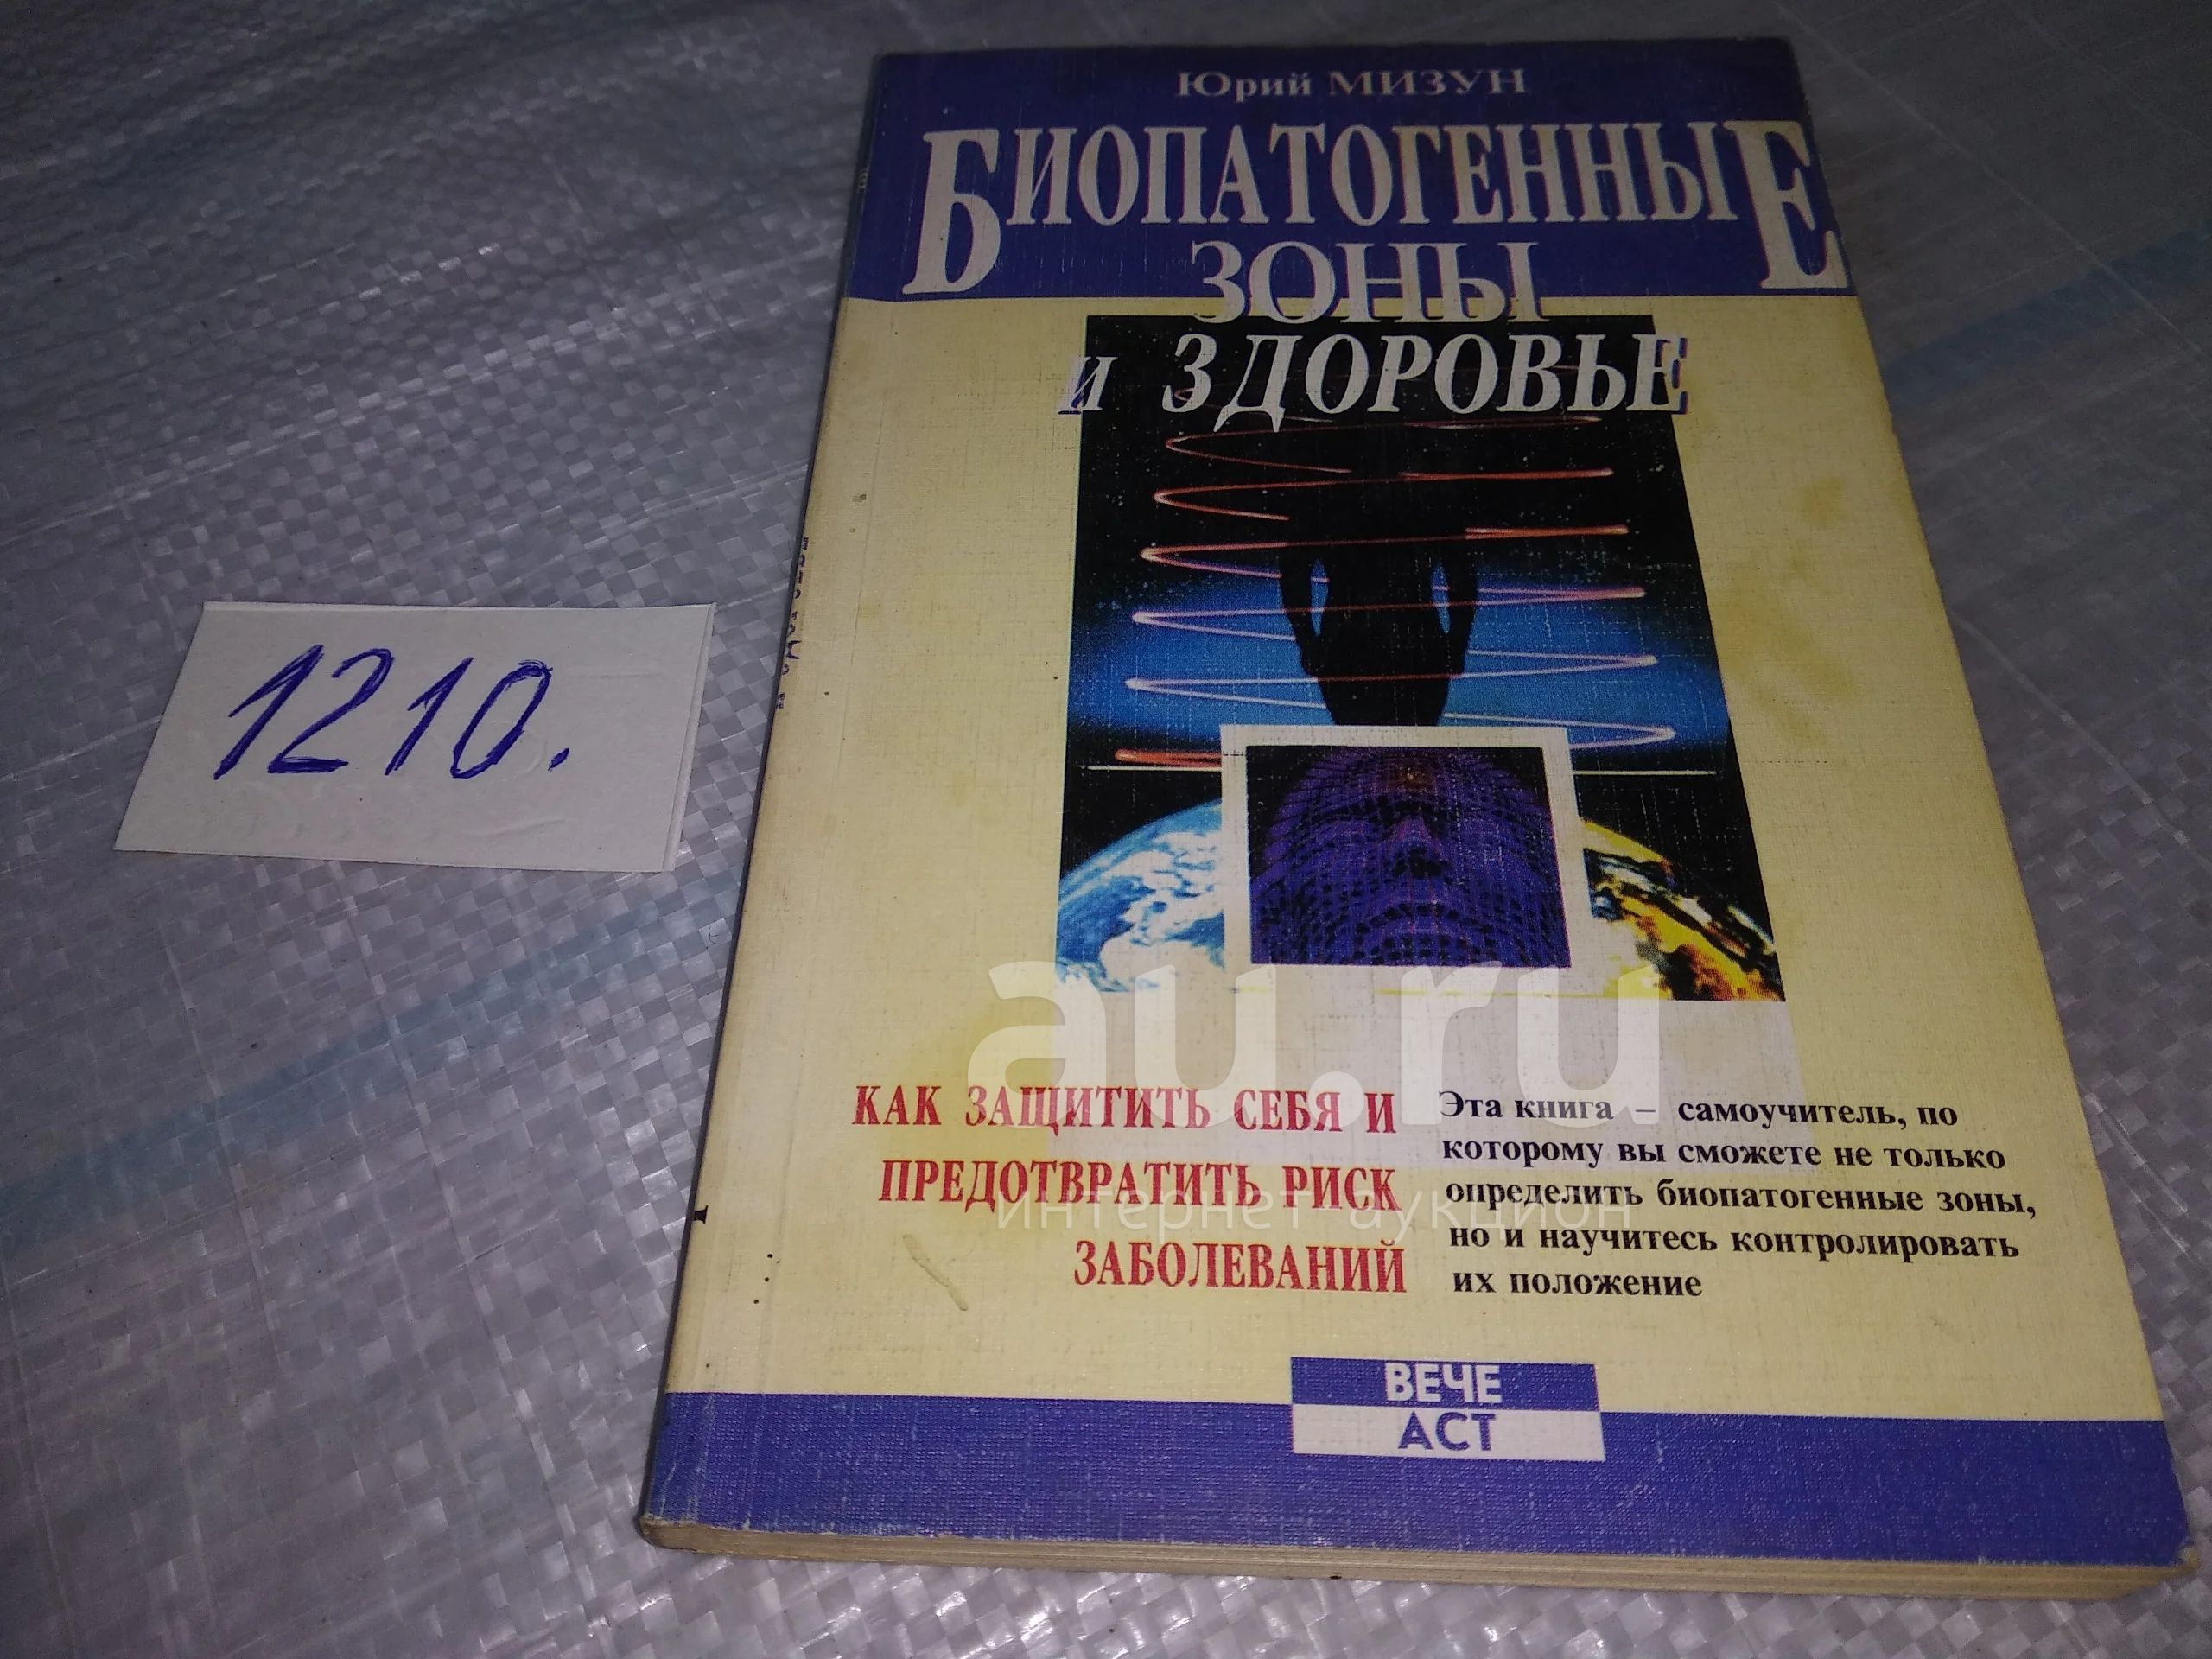 Юрий МИЗУН
БИОПАТОГЕННЫЕ
ЗОНЫ
и ЗДОРОВЬЕ
1210.
au.ru
интернет аукцион
КАК ЗАЩИТИТЬ СЕБЯ И
ПРЕДОТВРАТИТЬ РИСК
ЗАБОЛЕВАНИЙ
Эта книга – самоучитель, по
которому вы сможете не только
определить биопатогенные зоны,
но и научитесь контролировать
их положение
ВЕЧЕ
АСТ